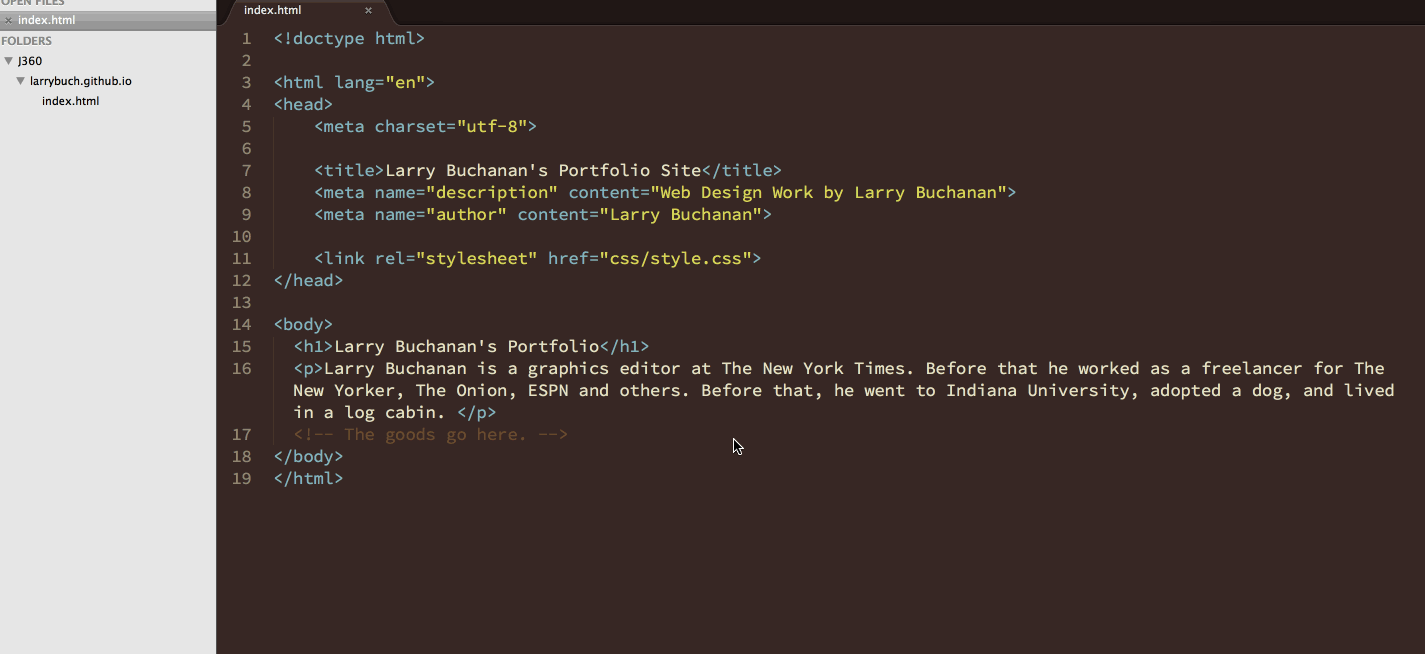 OPEN FILES
× index.html
FOLDERS
J360
larrybuch.github.io
index.html
index.html ×
1 <!doctype html>
2
3 <html lang="en">
4 <head>
5 <meta charset="utf-8">
6
7 <title>Larry Buchanan's Portfolio Site</title>
8 <meta name="description" content="Web Design Work by Larry Buchanan">
9 <meta name="author" content="Larry Buchanan">
10
11 <link rel="stylesheet" href="css/style.css">
12 </head>
13
14 <body>
15 <h1>Larry Buchanan's Portfolio</h1>
16 <p>Larry Buchanan is a graphics editor at The New York Times. Before that he worked as a freelancer for The
New Yorker, The Onion, ESPN and others. Before that, he went to Indiana University, adopted a dog, and lived
in a log cabin. </p>
17 <!-- The goods go here. -->
18 </body>
19 </html>